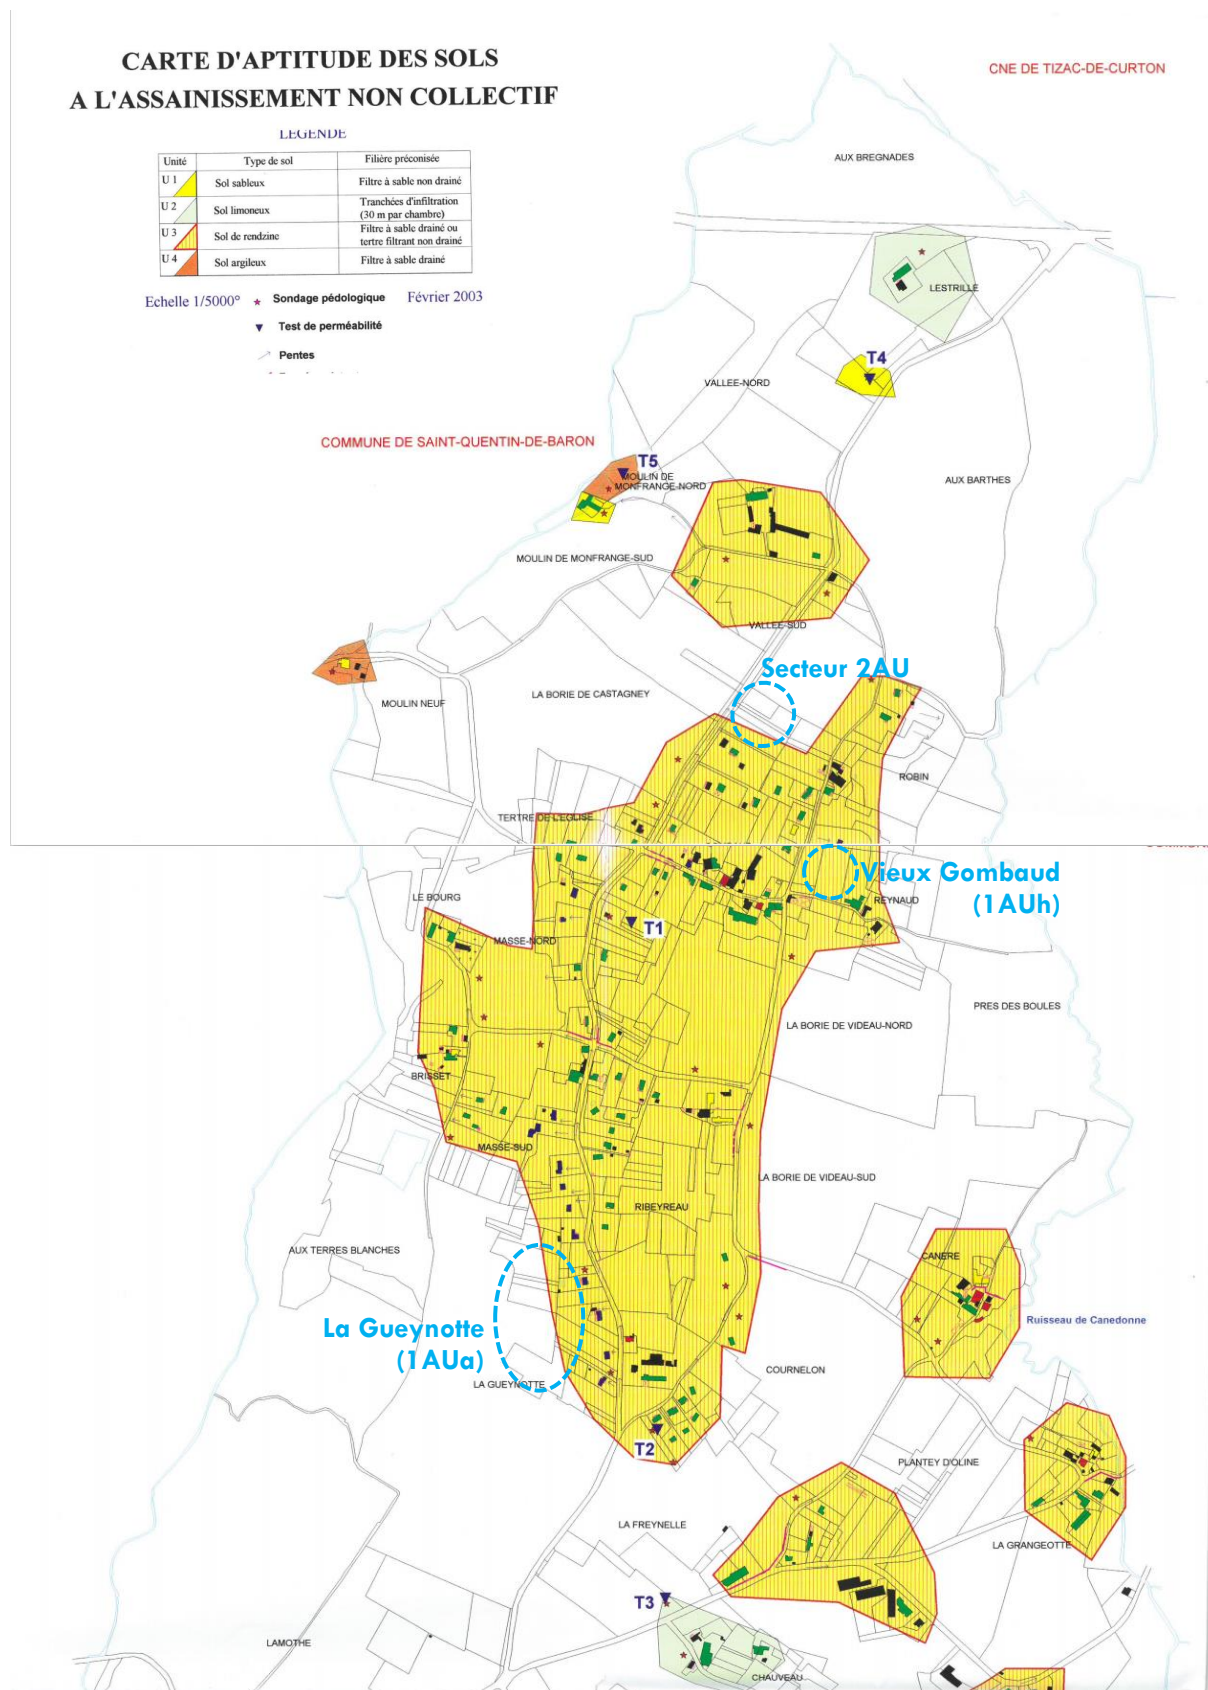 CARTE D'APTITUDE DES SOLS
A L'ASSAINISSEMENT NON COLLECTIF
CNE DE TIZAC-DE-CURTON
LEGENDE
Unité Type de sol Filière préconisée
U 1 Sol sableux Filtre à sable non drainé
U 2 Sol limoneux Tranchées d'infiltration
(30 m par chambre)
U 3 Sol de rendzine Filtre à sable drainé ou
tertre filtrant non drainé
U 4 Sol argileux Filtre à sable drainé
Echelle 1/5000° Sondage pédologique Février 2003
Test de perméabilité
Pentes
AUX BREGNADES
LESTRILLE
T4
VALLEE-NORD
COMMUNE DE SAINT-QUENTIN-DE-BARON
T5
MOULIN DE
MONFRANGE-NORD
AUX BARTHES
MOULIN DE MONFRANGE-SUD
VALLEE-SUD
Secteur 2AU
LA BORIE DE CASTAGNEY
MOULIN NEUF
ROBIN
TERTRE DE L'EGLISE
Vieux Gombaud
(1AUh)
LE BOURG
REYNAUD
T1
MASSE-NORD
PRES DES BOULES
LA BORIE DE VIDEAU-NORD
BRISSET
MASSE-SUD
LA BORIE DE VIDEAU-SUD
RIBEYREAU
AUX TERRES BLANCHES
CANERE
Ruisseau de Canedonne
La Gueynotte
(1AUa)
COURNELON
LA GUEYNOTTE
T2
PLANTEY D'OLINE
LA FREYNELLE
LA GRANGEOTTE
T3
LAMOTHE
CHAUVEAU